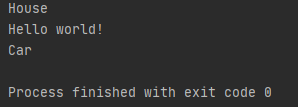 House
Hello world!
Car
Process finished with exit code 0